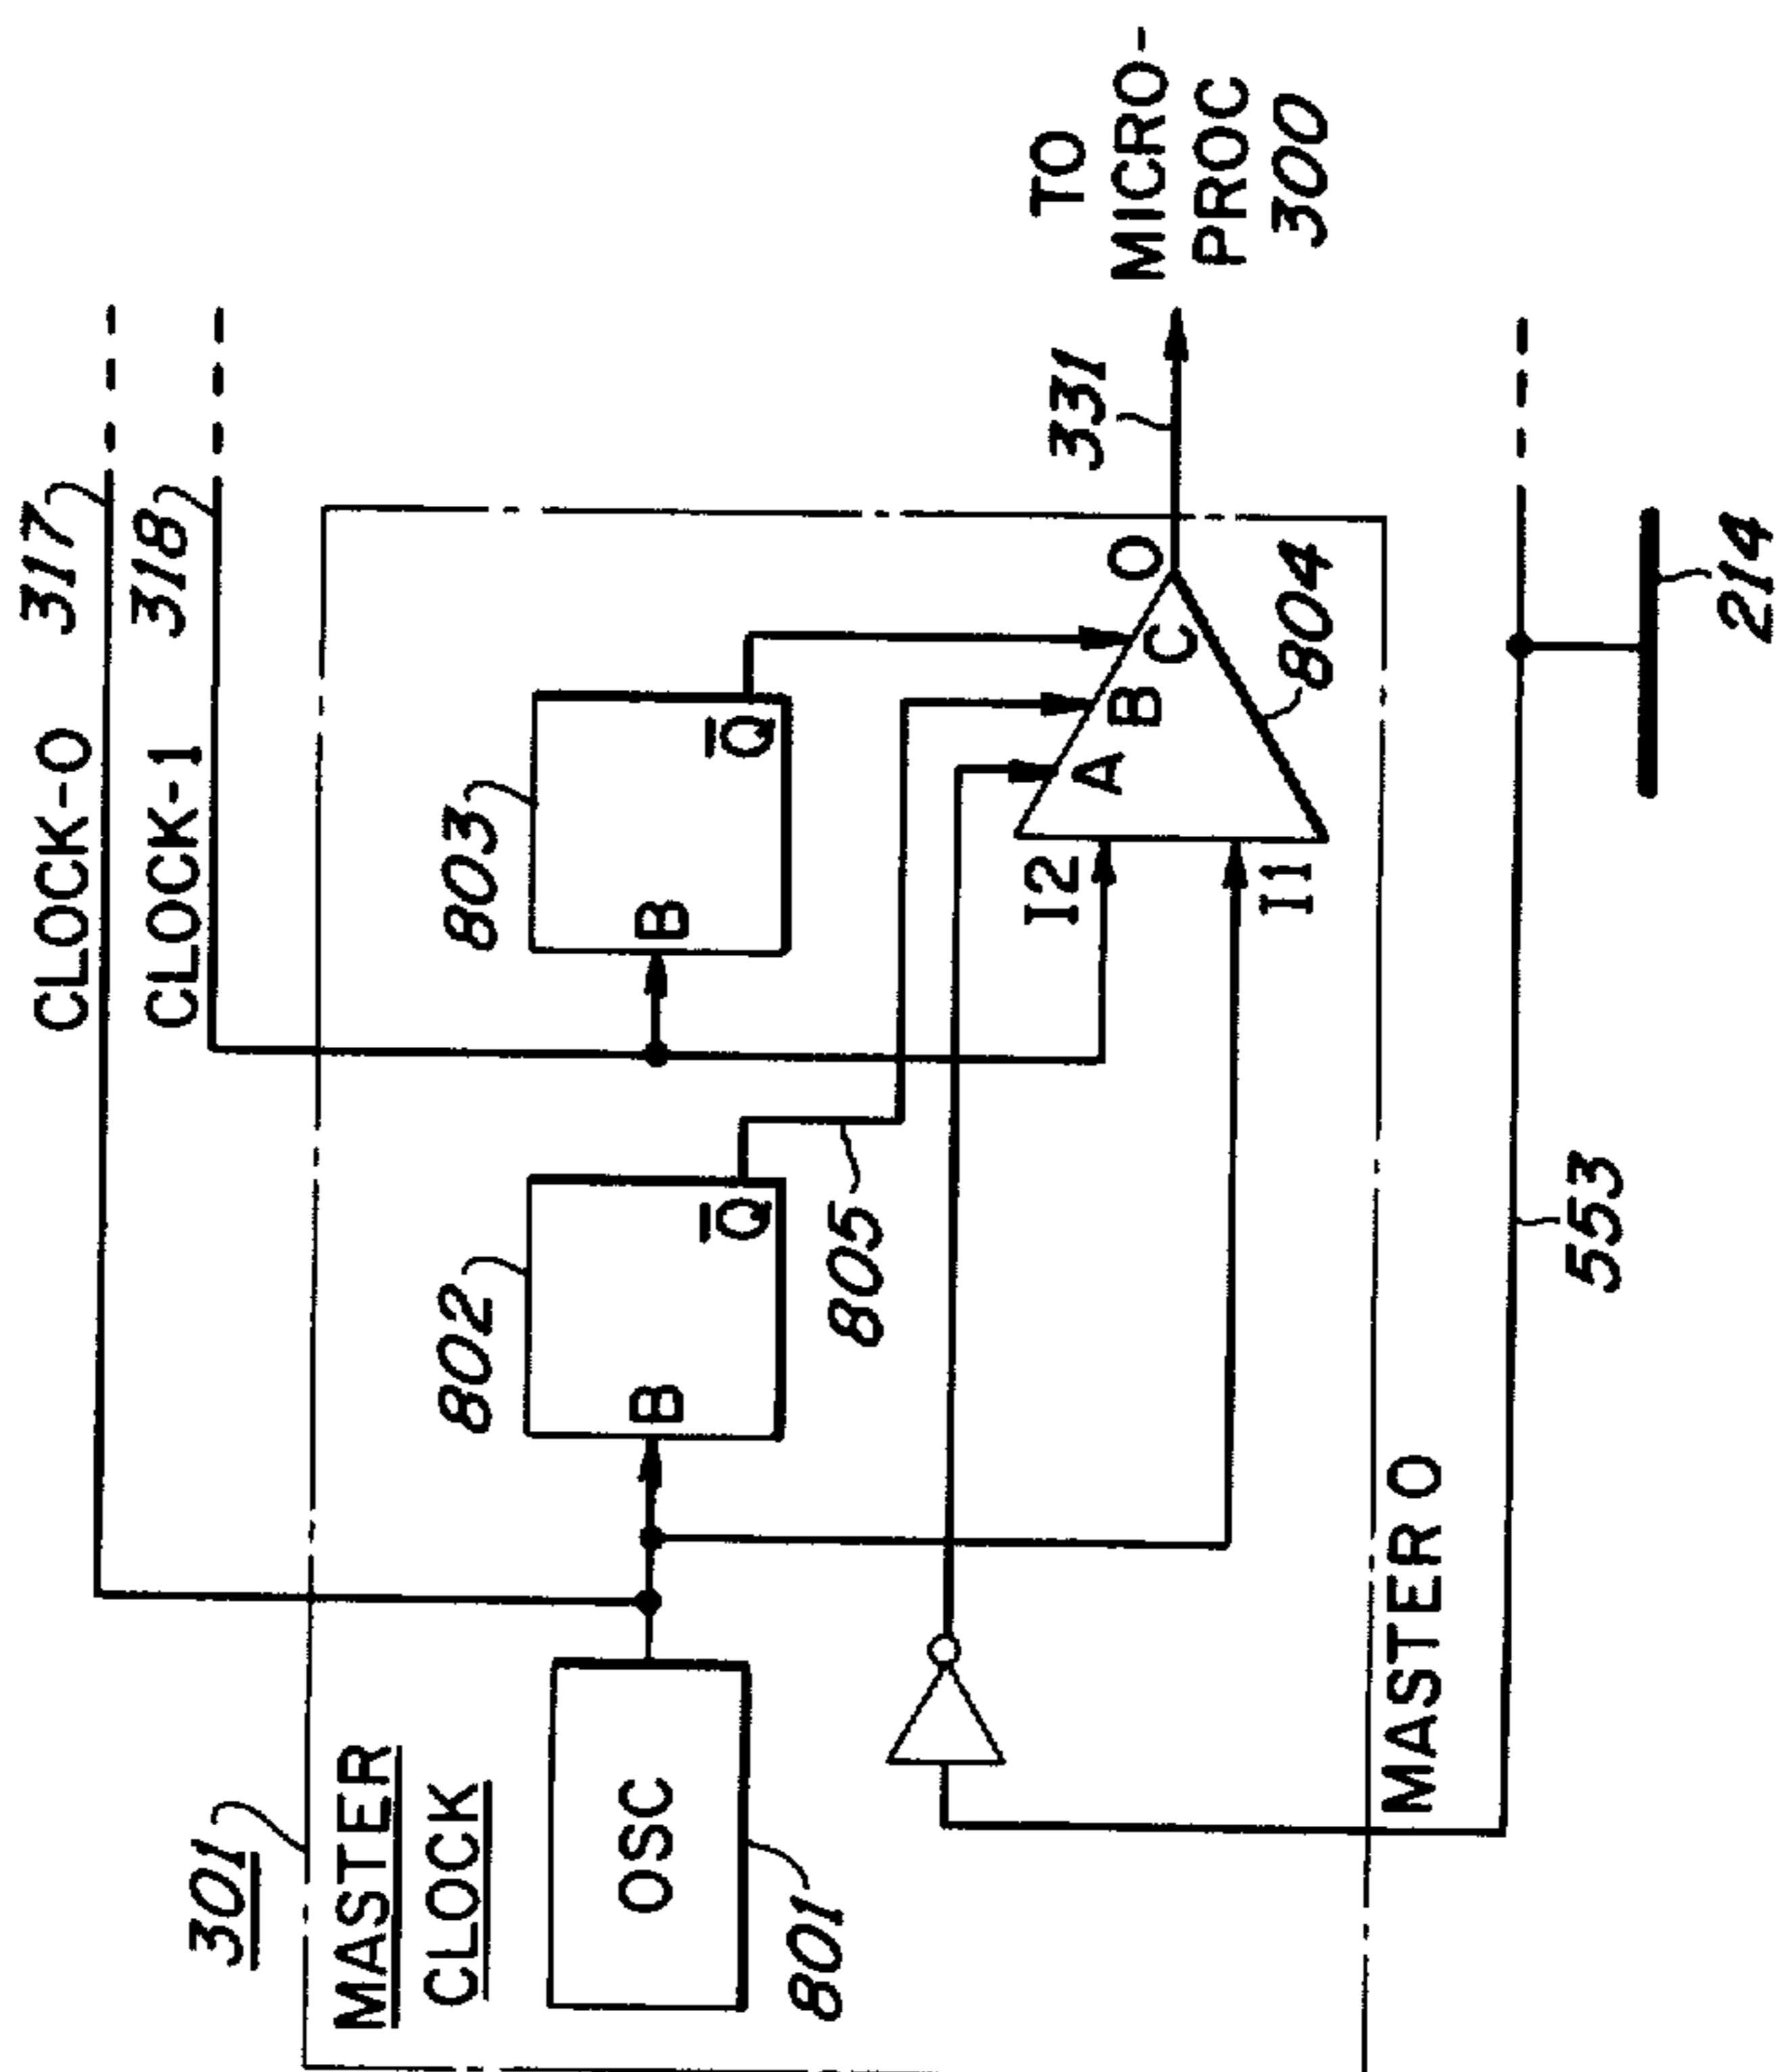 CLOCK-0 317
CLOCK-1 318
301
MASTER
CLOCK
OSC
801
802
B
Q̅
803
B
Q̅
805
I2
I1
A
B
C
O
804
331
TO
MICRO-
PROC
300
MASTER 0
553
214